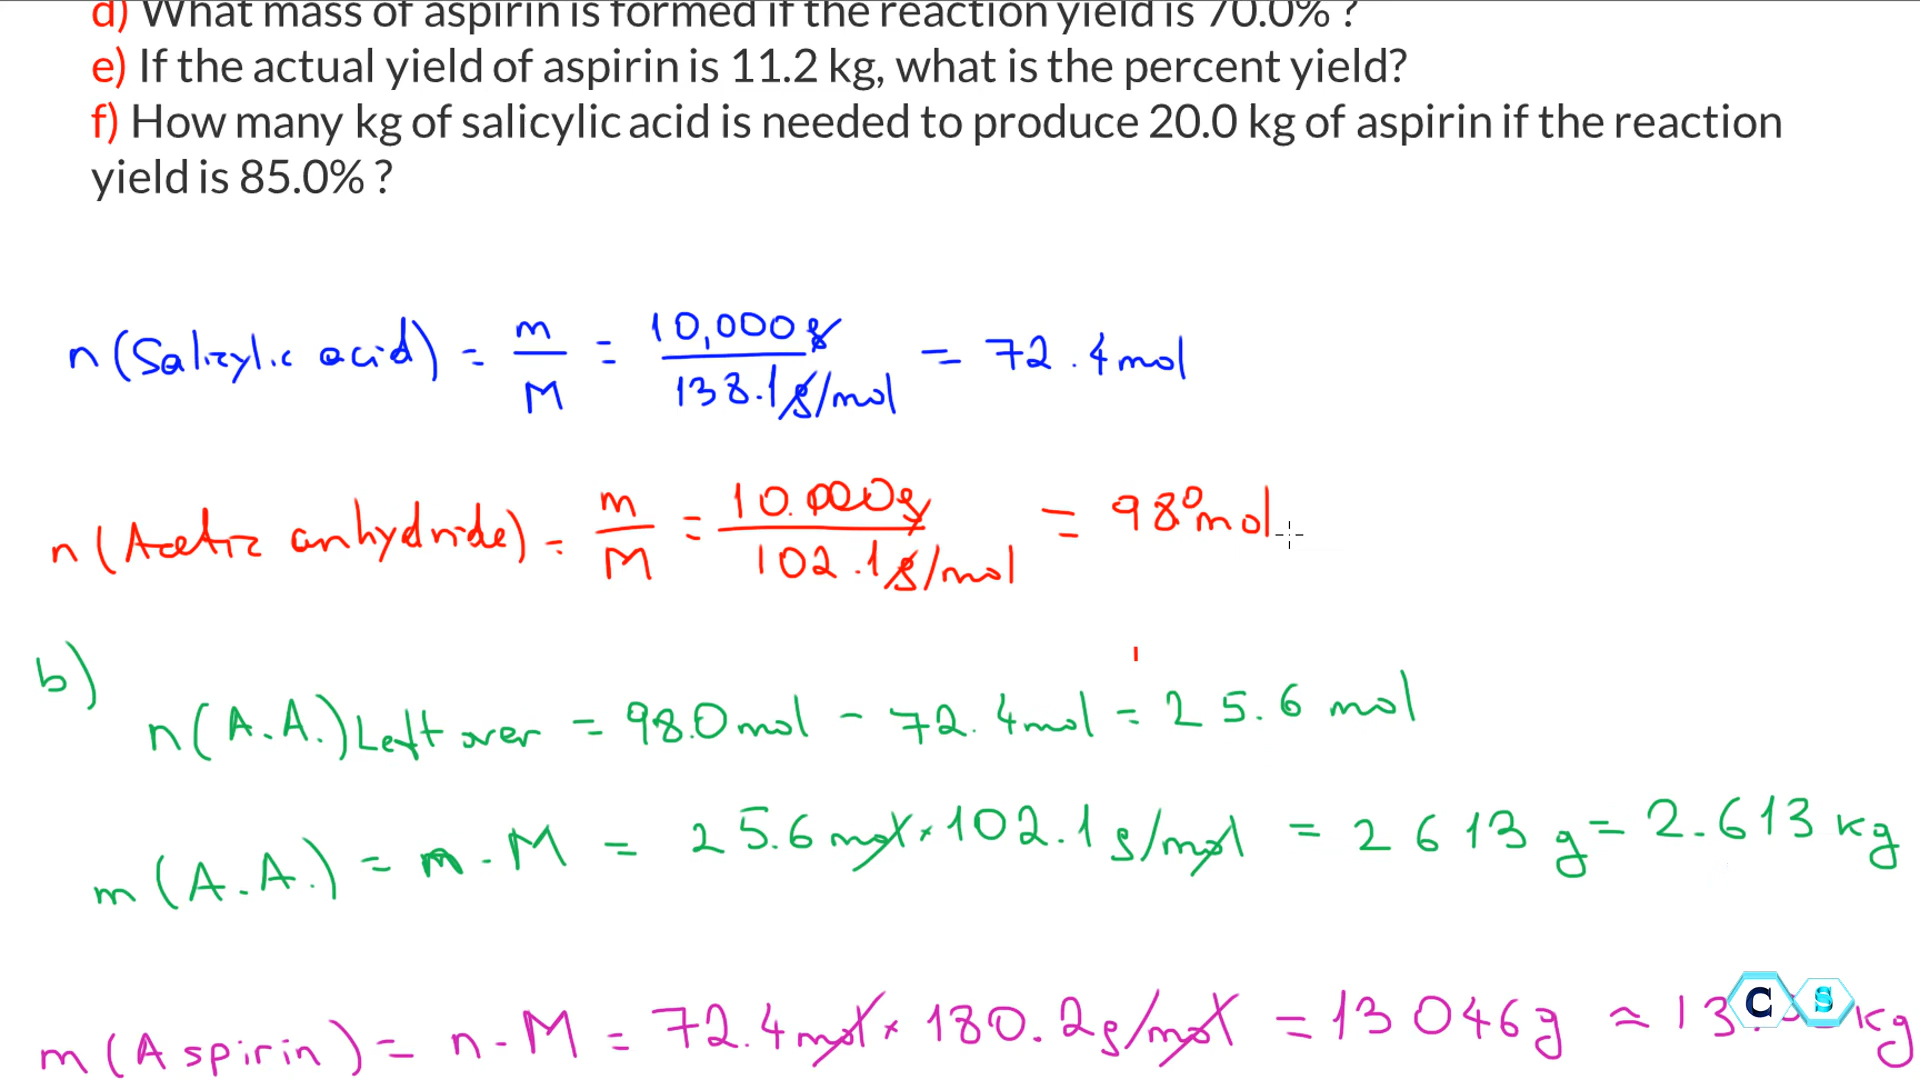 d) What mass of aspirin is formed if the reaction yield is 70.0% ?
e) If the actual yield of aspirin is 11.2 kg, what is the percent yield?
f) How many kg of salicylic acid is needed to produce 20.0 kg of aspirin if the reaction
yield is 85.0% ?
n (Salicylic acid) = m/M = 10,000g/138.1g/mol = 72.4 mol
n (Acetic anhydride) = m/M = 10.000g/102.1g/mol = 98.0 mol
b)
n (A.A.) Left over = 98.0 mol - 72.4 mol = 25.6 mol
m (A.A.) = n · M = 25.6 mol × 102.1 g/mol = 2613 g = 2.613 kg
m (Aspirin) = n · M = 72.4 mol × 180.2 g/mol = 13 046 g ≈ kg
C S